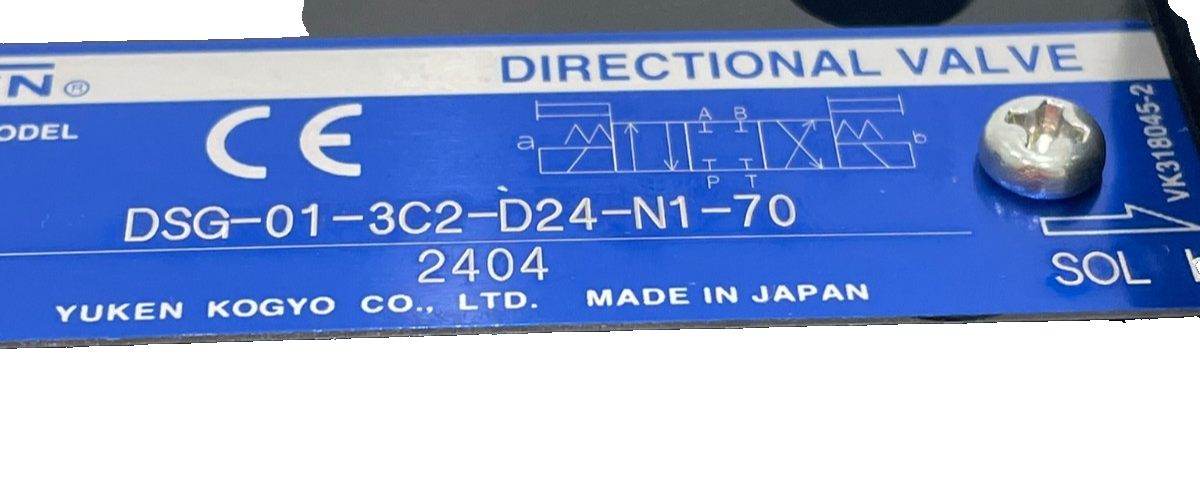 DIRECTIONAL VALVE
EN®
ODEL
CE
A B
a b
P T
DSG-01-3C2-D24-N1-70
2404
YUKEN KOGYO CO., LTD. MADE IN JAPAN
VK318045-2
SOL